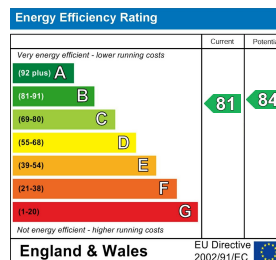 Energy Efficiency Rating
Current
Very energy efficient - lower running costs
(92 plus) A
(81-91) B
81
84
(69-80) C
(55-68) D
(39-54) E
(21-38) F
(1-20) G
Not energy efficient - higher running costs
England & Wales
EU Directive
2002/91/EC